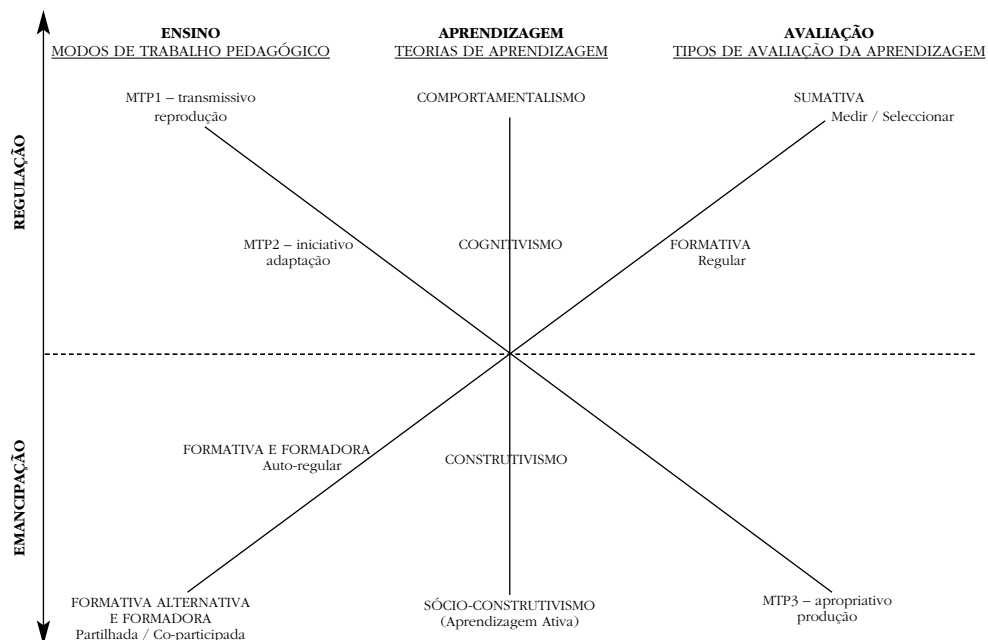 ENSINO
MODOS DE TRABALHO PEDAGÓGICO
APRENDIZAGEM
TEORIAS DE APRENDIZAGEM
AVALIAÇÃO
TIPOS DE AVALIAÇÃO DA APRENDIZAGEM
REGULAÇÃO
MTP1 – transmissivo
reprodução
COMPORTAMENTALISMO
SUMATIVA
Medir / Seleccionar
MTP2 – iniciativo
adaptação
COGNITIVISMO
FORMATIVA
Regular
EMANCIPAÇÃO
FORMATIVA E FORMADORA
Auto-regular
CONSTRUTIVISMO
FORMATIVA ALTERNATIVA
E FORMADORA
Partilhada / Co-participada
SÓCIO-CONSTRUTIVISMO
(Aprendizagem Ativa)
MTP3 – apropriativo
produção